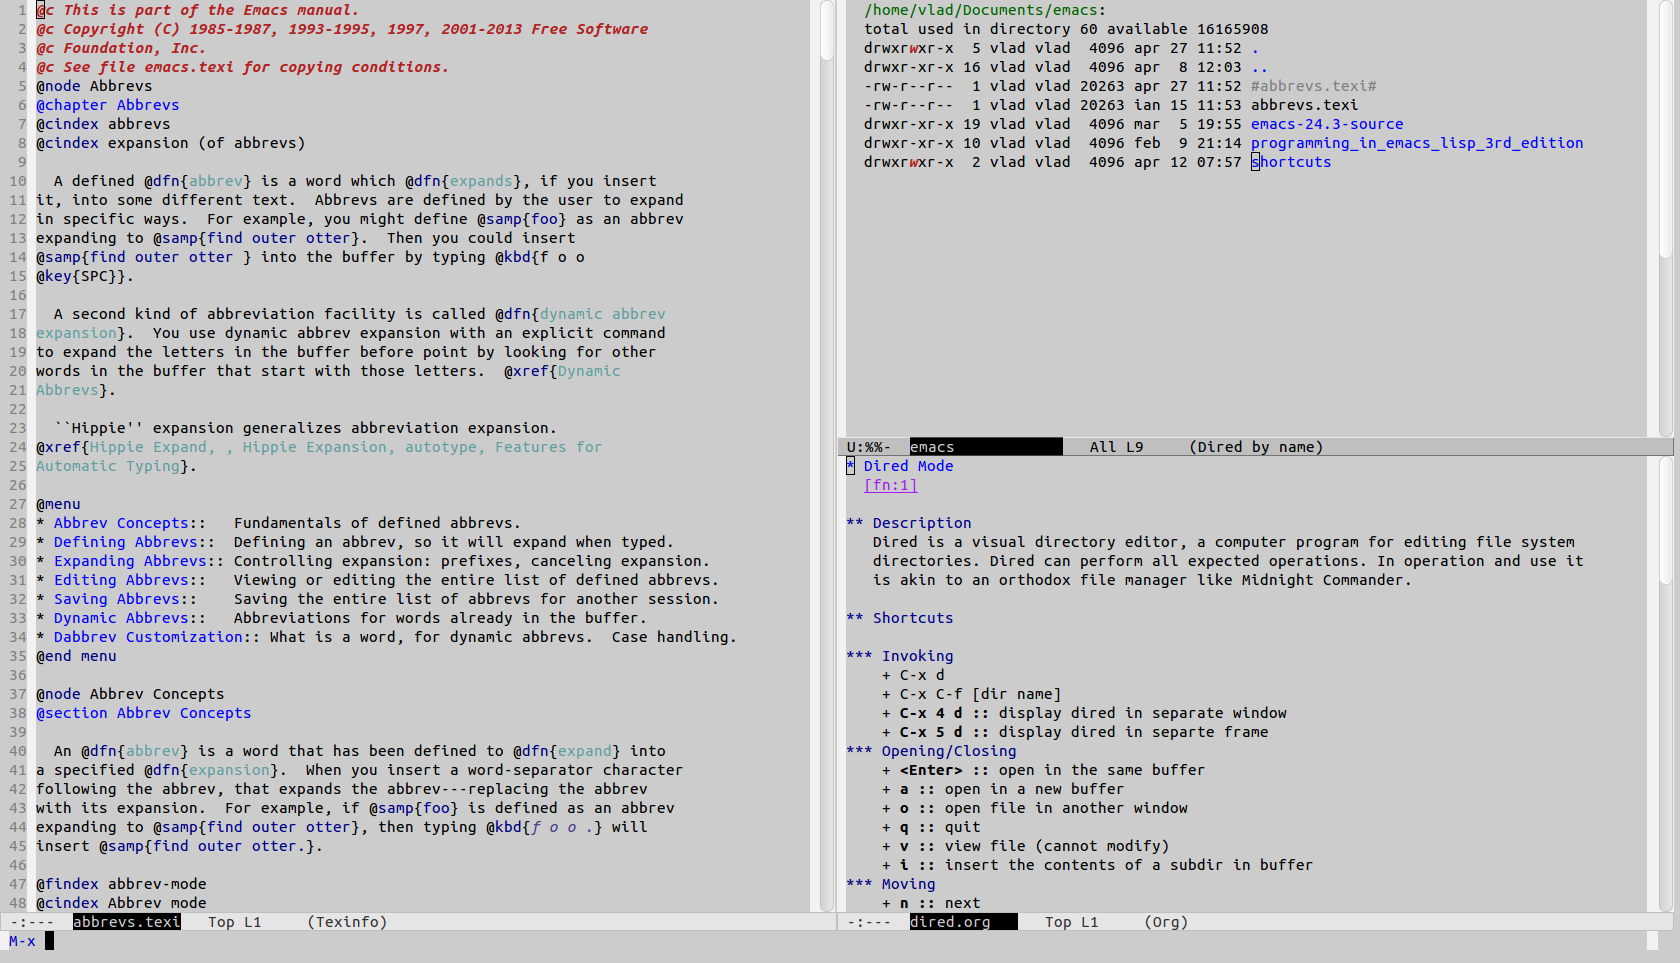 1 @c This is part of the Emacs manual.
2 @c Copyright (C) 1985-1987, 1993-1995, 1997, 2001-2013 Free Software
3 @c Foundation, Inc.
4 @c See file emacs.texi for copying conditions.
5 @node Abbrevs
6 @chapter Abbrevs
7 @cindex abbrevs
8 @cindex expansion (of abbrevs)
9
10   A defined @dfn{abbrev} is a word which @dfn{expands}, if you insert
11 it, into some different text.  Abbrevs are defined by the user to expand
12 in specific ways.  For example, you might define @samp{foo} as an abbrev
13 expanding to @samp{find outer otter}.  Then you could insert
14 @samp{find outer otter } into the buffer by typing @kbd{f o o
15 @key{SPC}}.
16
17   A second kind of abbreviation facility is called @dfn{dynamic abbrev
18 expansion}.  You use dynamic abbrev expansion with an explicit command
19 to expand the letters in the buffer before point by looking for other
20 words in the buffer that start with those letters.  @xref{Dynamic
21 Abbrevs}.
22
23   ``Hippie'' expansion generalizes abbreviation expansion.
24 @xref{Hippie Expand, , Hippie Expansion, autotype, Features for
25 Automatic Typing}.
26
27 @menu
28 * Abbrev Concepts::   Fundamentals of defined abbrevs.
29 * Defining Abbrevs::  Defining an abbrev, so it will expand when typed.
30 * Expanding Abbrevs:: Controlling expansion: prefixes, canceling expansion.
31 * Editing Abbrevs::   Viewing or editing the entire list of defined abbrevs.
32 * Saving Abbrevs::    Saving the entire list of abbrevs for another session.
33 * Dynamic Abbrevs::   Abbreviations for words already in the buffer.
34 * Dabbrev Customization:: What is a word, for dynamic abbrevs.  Case handling.
35 @end menu
36
37 @node Abbrev Concepts
38 @section Abbrev Concepts
39
40   An @dfn{abbrev} is a word that has been defined to @dfn{expand} into
41 a specified @dfn{expansion}.  When you insert a word-separator character
42 following the abbrev, that expands the abbrev---replacing the abbrev
43 with its expansion.  For example, if @samp{foo} is defined as an abbrev
44 expanding to @samp{find outer otter}, then typing @kbd{f o o .} will
45 insert @samp{find outer otter.}.
46
47 @findex abbrev-mode
48 @cindex Abbrev mode
-:---  abbrevs.texi   Top L1     (Texinfo)
/home/vlad/Documents/emacs:
total used in directory 60 available 16165908
drwxrwxr-x  5 vlad vlad  4096 apr 27 11:52 .
drwxr-xr-x 16 vlad vlad  4096 apr  8 12:03 ..
-rw-r--r--  1 vlad vlad 20263 apr 27 11:52 #abbrevs.texi#
-rw-r--r--  1 vlad vlad 20263 ian 15 11:53 abbrevs.texi
drwxr-xr-x 19 vlad vlad  4096 mar  5 19:55 emacs-24.3-source
drwxr-xr-x 10 vlad vlad  4096 feb  9 21:14 programming_in_emacs_lisp_3rd_edition
drwxrwxr-x  2 vlad vlad  4096 apr 12 07:57 shortcuts
U:%%-  emacs   All L9     (Dired by name)
* Dired Mode
  [fn:1]

** Description
   Dired is a visual directory editor, a computer program for editing file system
   directories. Dired can perform all expected operations. In operation and use it
   is akin to an orthodox file manager like Midnight Commander.

** Shortcuts

*** Invoking
    + C-x d
    + C-x C-f [dir name]
    + C-x 4 d :: display dired in separate window
    + C-x 5 d :: display dired in separte frame
*** Opening/Closing
    + <Enter> :: open in the same buffer
    + a :: open in a new buffer
    + o :: open file in another window
    + q :: quit
    + v :: view file (cannot modify)
    + i :: insert the contents of a subdir in buffer
*** Moving
    + n :: next
-:---  dired.org   Top L1     (Org)
M-x